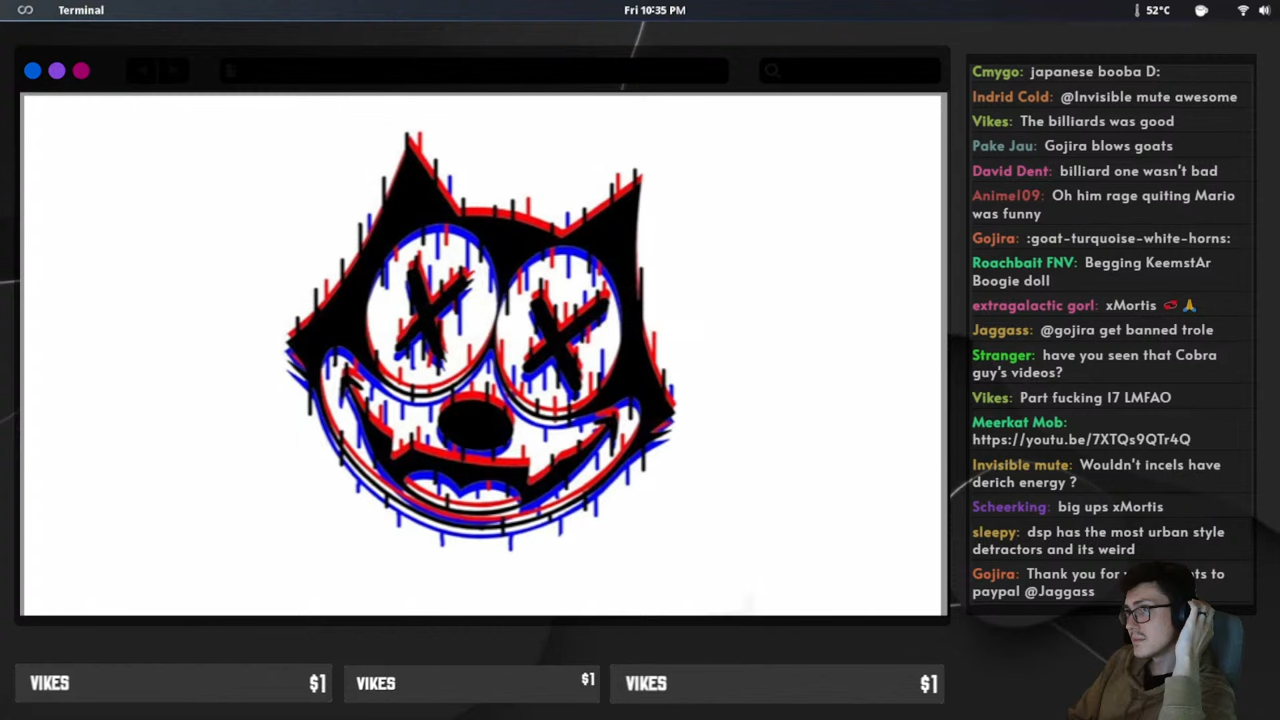 Terminal
Fri 10:35 PM
52°C
Cmygo: japanese booba D:
Indrid Cold: @Invisible mute awesome
Vikes: The billiards was good
Pake Jau: Gojira blows goats
David Dent: billiard one wasn't bad
Anime109: Oh him rage quiting Mario
was funny
Gojira: :goat-turquoise-white-horns:
Roachbait FNV: Begging KeemstAr
Boogie doll
extragalactic gorl: xMortis
Jaggass: @gojira get banned trole
Stranger: have you seen that Cobra
guy's videos?
Vikes: Part fucking 17 LMFAO
Meerkat Mob:
https://youtu.be/7XTQs9QTr4Q
Invisible mute: Wouldn't incels have
derich energy ?
Scheerking: big ups xMortis
sleepy: dsp has the most urban style
detractors and its weird
Gojira: Thank you for to
paypal @Jaggass
VIKES $1
VIKES $1
VIKES $1